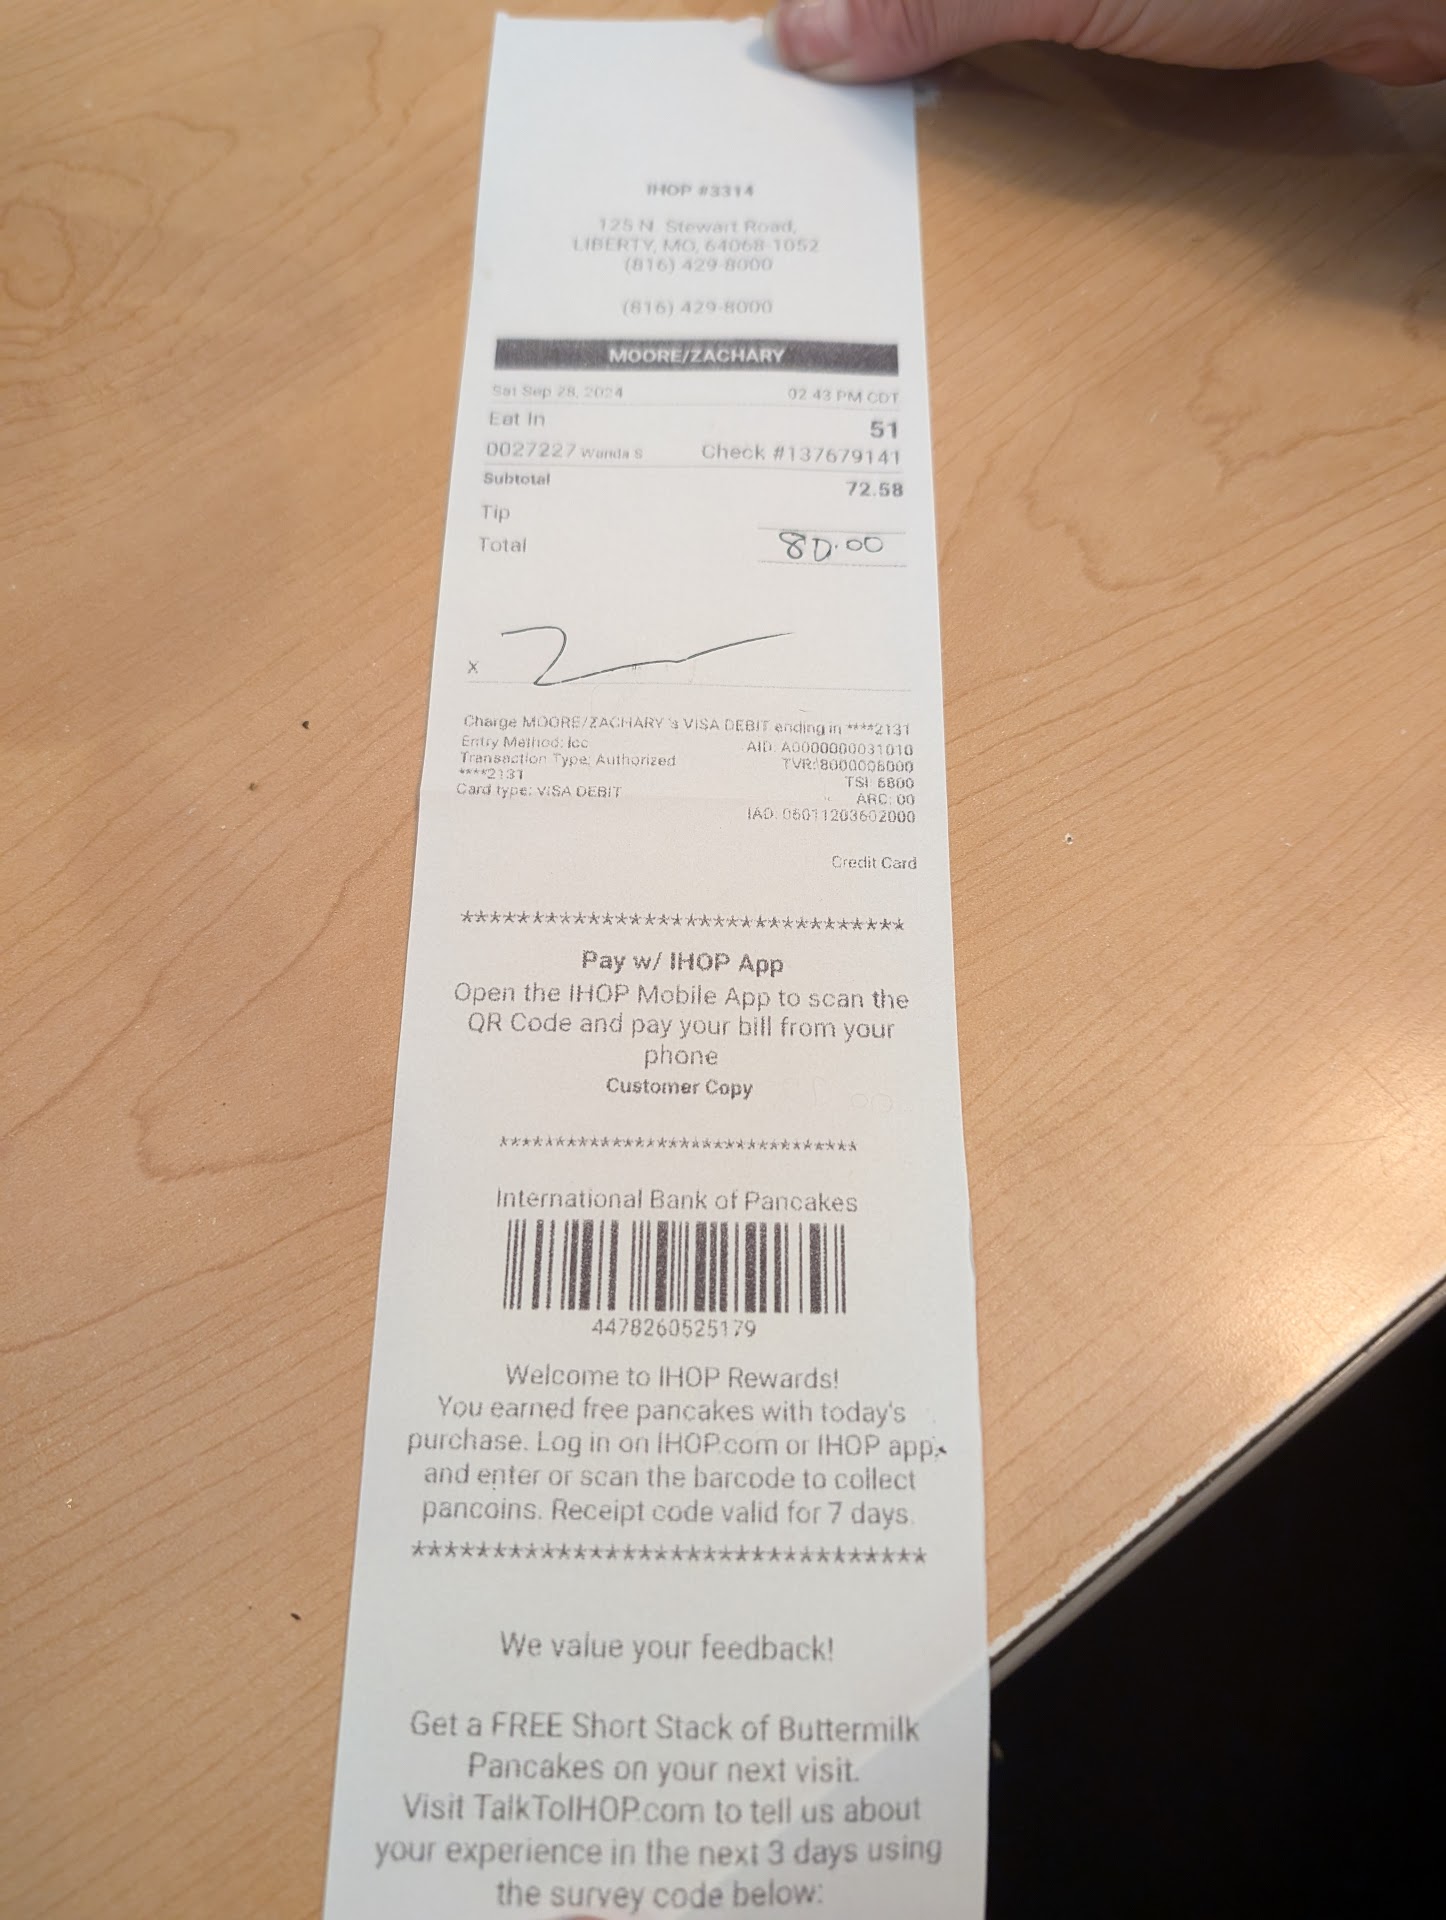 IHOP #3314
125 N. Stewart Road,
LIBERTY, MO, 64068-1052
(816) 429-8000
(816) 429-8000
MOORE/ZACHARY
Sat Sep 28, 2024 02:43 PM CDT
Eat In 51
0027227 Wanda S Check #137679141
Subtotal 72.58
Tip
Total 80.00
x
Charge MOORE/ZACHARY 's VISA DEBIT ending in ****2131
Entry Method: Icc AID: A0000000031010
Transaction Type: Authorized TVR: 8000008000
****2131 TSI: 6800
Card type: VISA DEBIT ARC: 00
IAD: 06011203602000
Credit Card
*******************************
Pay w/ IHOP App
Open the IHOP Mobile App to scan the
QR Code and pay your bill from your
phone
Customer Copy
*******************************
International Bank of Pancakes
4478260525179
Welcome to IHOP Rewards!
You earned free pancakes with today's
purchase. Log in on IHOP.com or IHOP app
and enter or scan the barcode to collect
pancoins. Receipt code valid for 7 days.
*******************************
We value your feedback!
Get a FREE Short Stack of Buttermilk
Pancakes on your next visit.
Visit TalkToIHOP.com to tell us about
your experience in the next 3 days using
the survey code below: